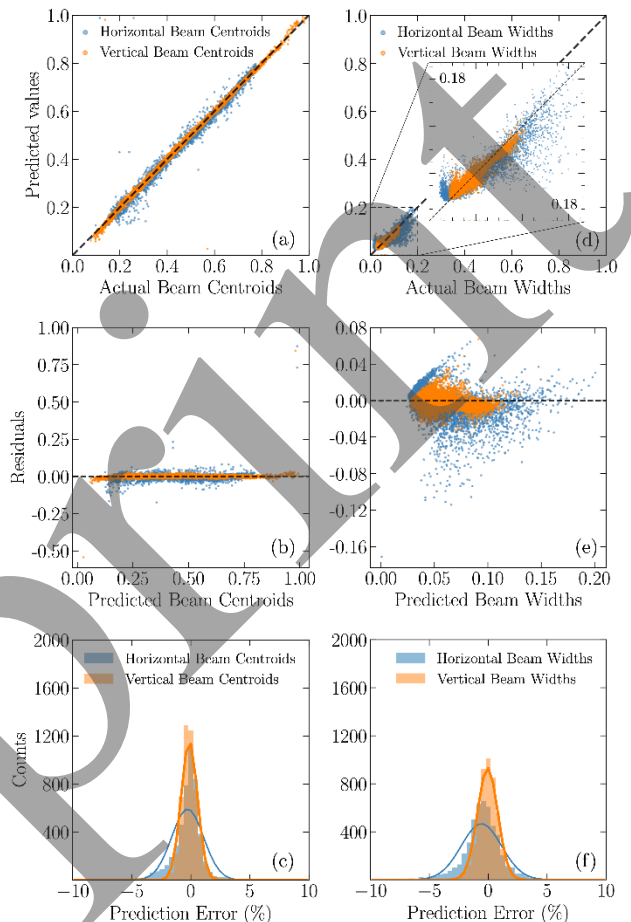 Horizontal Beam Centroids
Vertical Beam Centroids
Predicted values
1.0
0.8
0.6
0.4
0.2
(a)
0.0 0.2 0.4 0.6 0.8 1.0
Actual Beam Centroids
Horizontal Beam Widths
Vertical Beam Widths
1.0
0.8
0.6
0.4
0.2
0.18
0.18
(d)
0.0 0.2 0.4 0.6 0.8 1.0
Actual Beam Widths
Residuals
1.00
0.75
0.50
0.25
0.00
-0.25
-0.50
(b)
0.00 0.25 0.50 0.75 1.00
Predicted Beam Centroids
0.08
0.04
0.00
-0.04
-0.08
-0.12
-0.16
(e)
0.00 0.05 0.10 0.15 0.20
Predicted Beam Widths
Horizontal Beam Centroids
Vertical Beam Centroids
Counts
2000
1600
1200
800
400
(c)
−10 −5 0 5 10
Prediction Error (%)
Horizontal Beam Widths
Vertical Beam Widths
2000
1600
1200
800
400
(f)
−10 −5 0 5 10
Prediction Error (%)
print